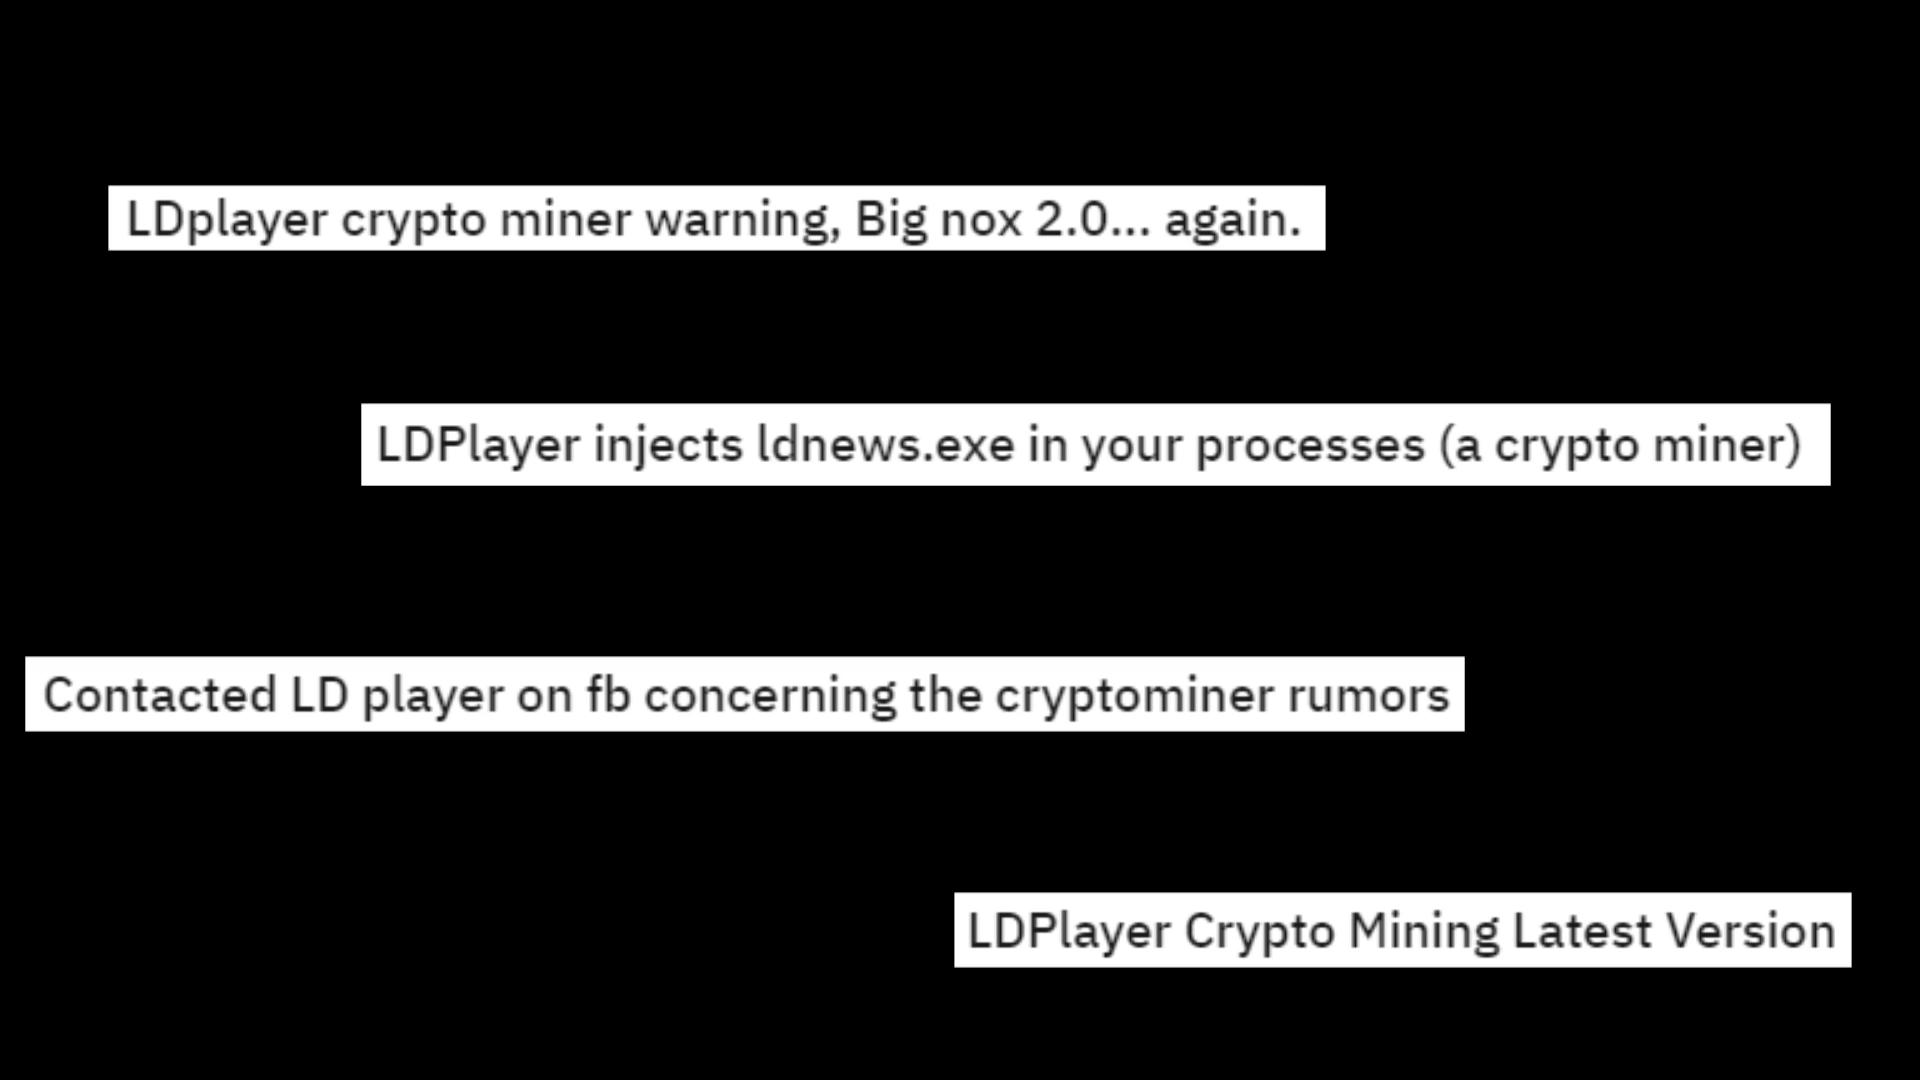 LDplayer crypto miner warning, Big nox 2.0... again.
LDPlayer injects ldnews.exe in your processes (a crypto miner)
Contacted LD player on fb concerning the cryptominer rumors
LDPlayer Crypto Mining Latest Version